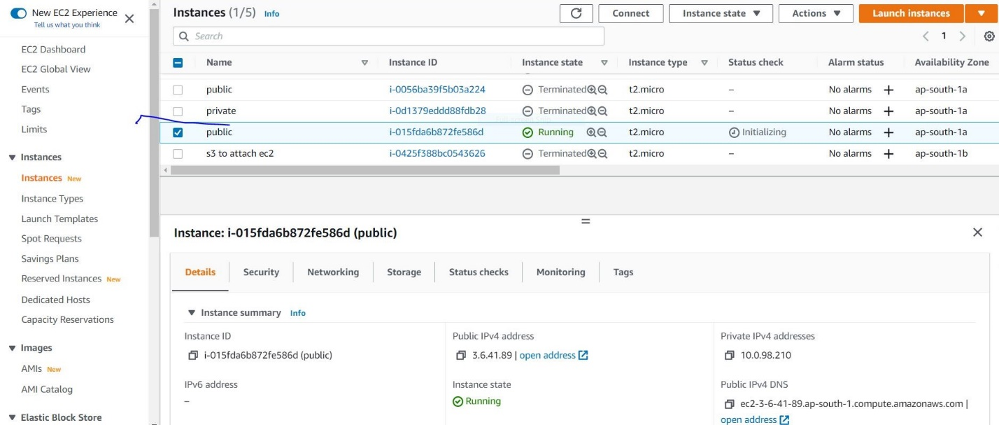 New EC2 Experience
Tell us what you think
EC2 Dashboard
EC2 Global View
Events
Tags
Limits
Instances
Instances New
Instance Types
Launch Templates
Spot Requests
Savings Plans
Reserved Instances New
Dedicated Hosts
Capacity Reservations
Images
AMIs New
AMI Catalog
Elastic Block Store
Instances (1/5) Info
Connect
Instance state
Actions
Launch instances
Search
1
Name Instance ID Instance state Instance type Status check Alarm status Availability Zone
public i-0056ba39f5b03a224 Terminated t2.micro – No alarms + ap-south-1a
private i-0d1379eddd88fdb28 Terminated t2.micro – No alarms + ap-south-1a
public i-015fda6b872fe586d Running t2.micro Initializing No alarms + ap-south-1a
s3 to attach ec2 i-0425f388bc0543626 Terminated t2.micro – No alarms + ap-south-1b
Instance: i-015fda6b872fe586d (public)
Details Security Networking Storage Status checks Monitoring Tags
Instance summary Info
Instance ID
i-015fda6b872fe586d (public)
Public IPv4 address
3.6.41.89 | open address
Private IPv4 addresses
10.0.98.210
IPv6 address
–
Instance state
Running
Public IPv4 DNS
ec2-3-6-41-89.ap-south-1.compute.amazonaws.com |
open address